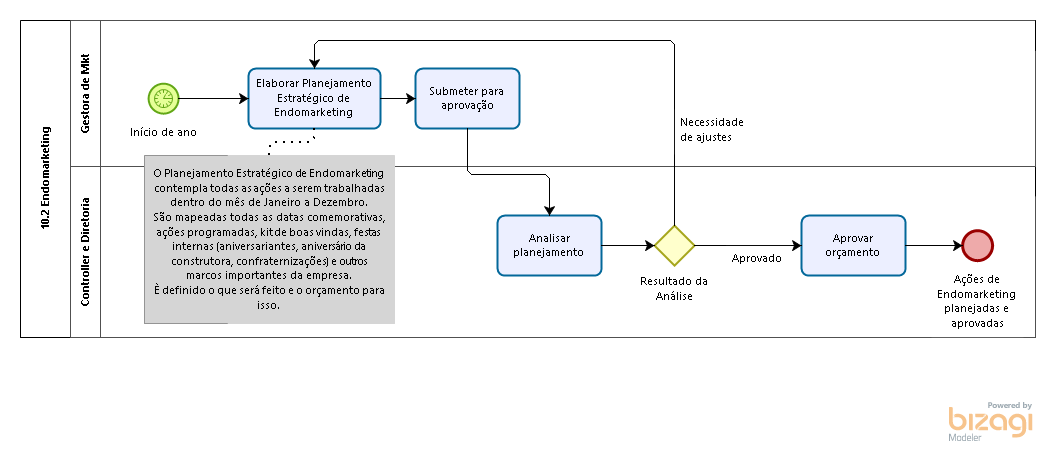 10.2 Endomarketing
Gestora de Mkt
Início de ano
Elaborar Planejamento
Estratégico de
Endomarketing
Submeter para
aprovação
Necessidade
de ajustes
O Planejamento Estratégico de Endomarketing
contempla todas as ações a serem trabalhadas
dentro do mês de Janeiro a Dezembro.
São mapeadas todas as datas comemorativas,
ações programadas, kit de boas vindas, festas
internas (aniversariantes, aniversário da
construtora, confraternizações) e outros
marcos importantes da empresa.
È definido o que será feito e o orçamento para
isso.
Controller e Diretoria
Analisar
planejamento
Resultado da
Análise
Aprovado
Aprovar
orçamento
Ações de
Endomarketing
planejadas e
aprovadas
Powered by
bizagi
Modeler